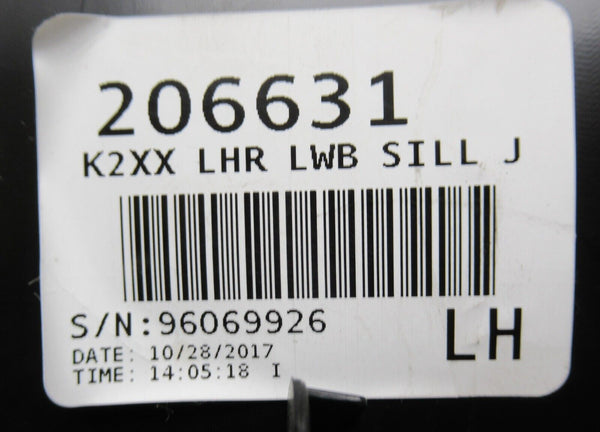 206631
K2XX LHR LWB SILL J
S/N:96069926
LH
DATE: 10/28/2017
TIME: 14:05:18 I